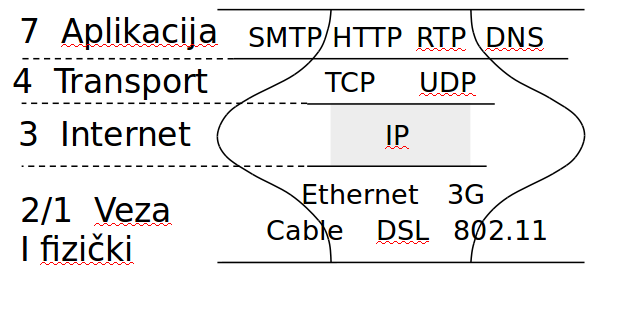 7 Aplikacija SMTP HTTP RTP DNS
4 Transport TCP UDP
3 Internet IP
Ethernet 3G
2/1 Veza
Cable DSL 802.11
I fizički